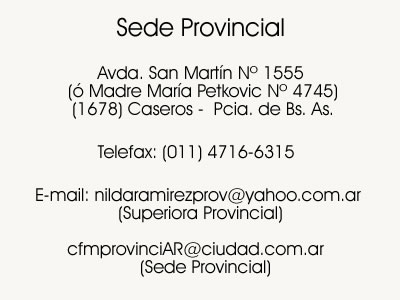 Sede Provincial
Avda. San Martín Nº 1555
(ó Madre María Petkovic Nº 4745)
(1678) Caseros - Pcia. de Bs. As.
Telefax: (011) 4716-6315
E-mail: nildaramirezprov@yahoo.com.ar
(Superiora Provincial)
cfmprovinciAR@ciudad.com.ar
(Sede Provincial)